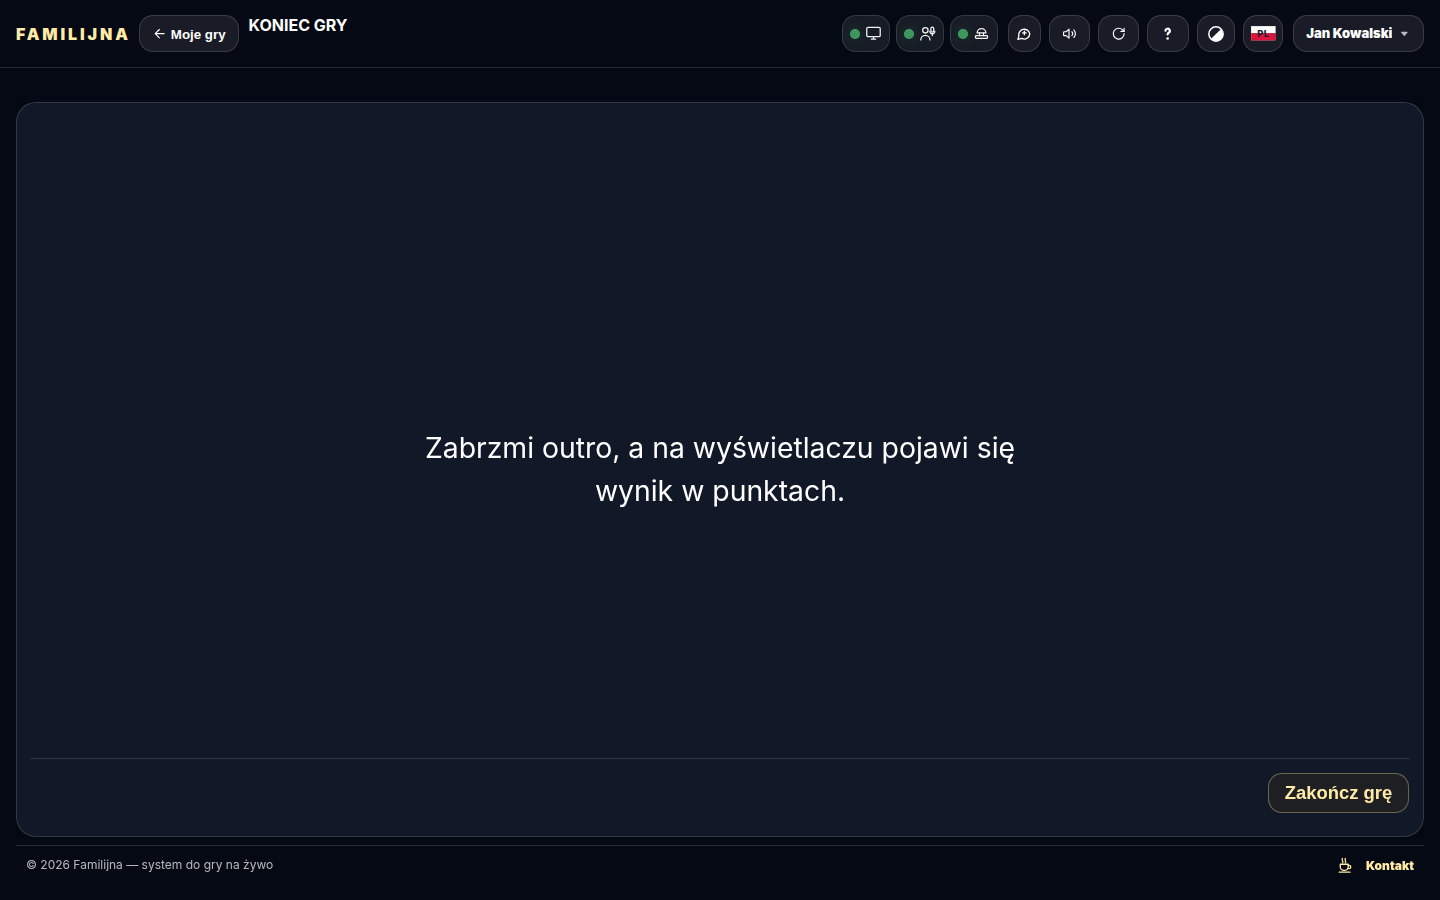 FAMILIJNA
← Moje gry
KONIEC GRY
?
PL
Jan Kowalski
Zabrzmi outro, a na wyświetlaczu pojawi się
wynik w punktach.
Zakończ grę
© 2026 Familijna — system do gry na żywo
Kontakt